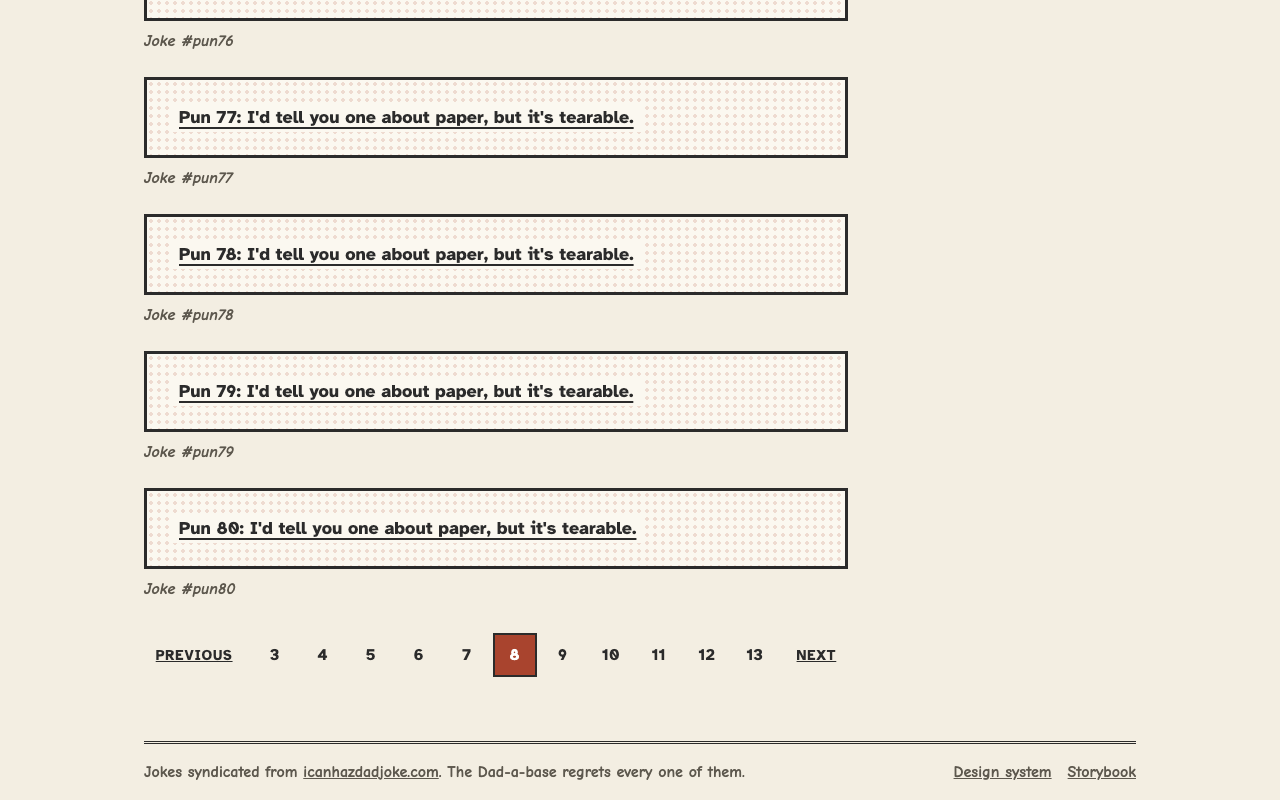 Joke #pun76
Pun 77: I'd tell you one about paper, but it's tearable.
Joke #pun77
Pun 78: I'd tell you one about paper, but it's tearable.
Joke #pun78
Pun 79: I'd tell you one about paper, but it's tearable.
Joke #pun79
Pun 80: I'd tell you one about paper, but it's tearable.
Joke #pun80
PREVIOUS 3 4 5 6 7 8 9 10 11 12 13 NEXT
Jokes syndicated from icanhazdadjoke.com. The Dad-a-base regrets every one of them. Design system Storybook